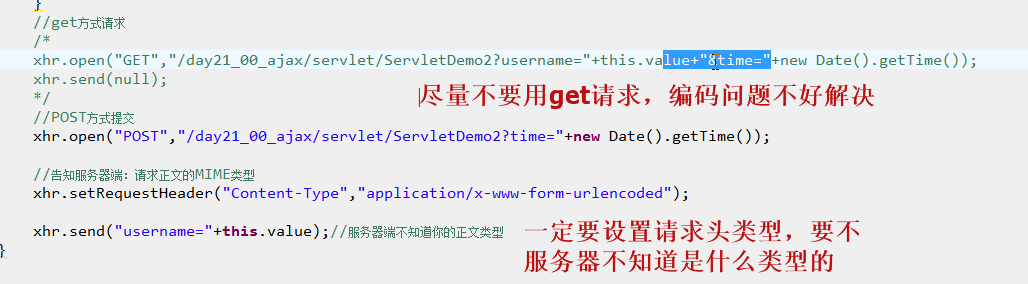 }
//get方式请求
/*
xhr.open("GET","/day21_00_ajax/servlet/ServletDemo2?username="+this.value+"&time="+new Date().getTime());
xhr.send(null);
*/
尽量不要用get请求，编码问题不好解决
//POST方式提交
xhr.open("POST","/day21_00_ajax/servlet/ServletDemo2?time="+new Date().getTime());
//告知服务器端：请求正文的MIME类型
xhr.setRequestHeader("Content-Type","application/x-www-form-urlencoded");
xhr.send("username="+this.value);//服务器端不知道你的正文类型
一定要设置请求头类型，要不
服务器不知道是什么类型的
}